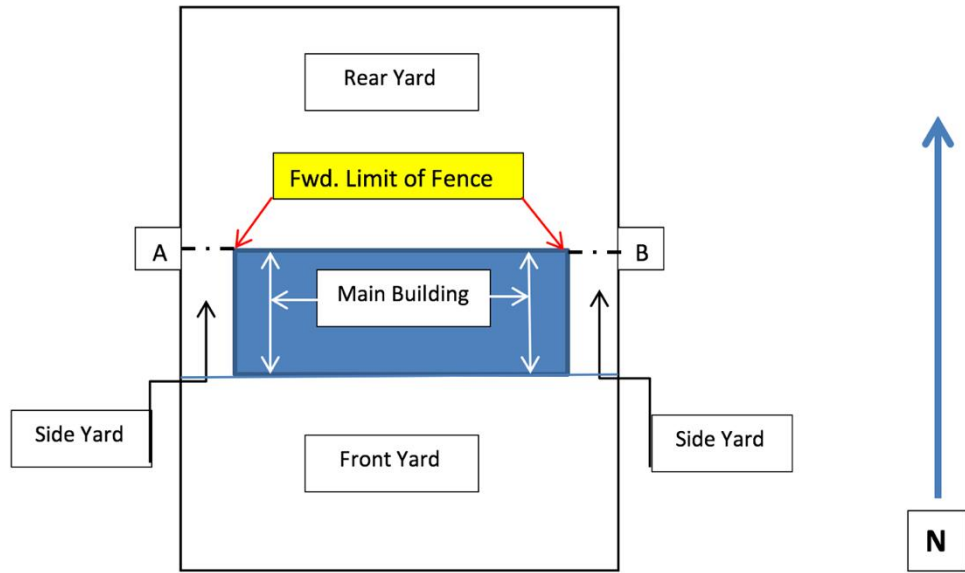 Rear Yard
Fwd. Limit of Fence
A
B
Main Building
Side Yard
Side Yard
Front Yard
N